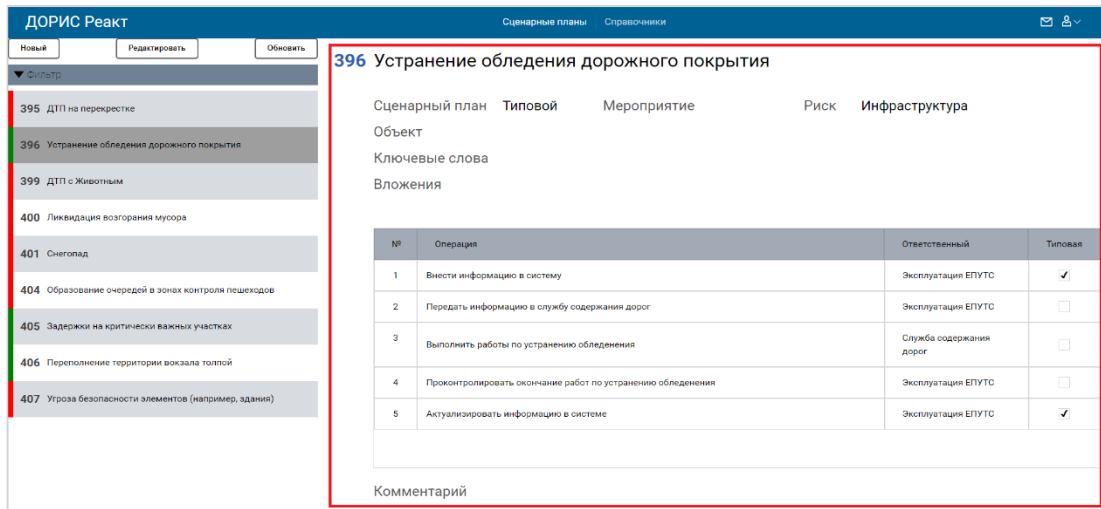 ДОРИС Реакт
Сценарные планы Справочники
Новый Редактировать Обновить
Фильтр
395 ДТП на перекрестке
396 Устранение обледения дорожного покрытия
399 ДТП с Животным
400 Ликвидация возгорания мусора
401 Снегопад
404 Образование очередей в зонах контроля пешеходов
405 Задержки на критически важных участках
406 Переполнение территории вокзала толпой
407 Угроза безопасности элементов (например, здания)
396 Устранение обледения дорожного покрытия
Сценарный план Типовой Мероприятие Риск Инфраструктура
Объект
Ключевые слова
Вложения
№ Операция Ответственный Типовая
1 Внести информацию в систему Эксплуатация ЕПУТС
2 Передать информацию в службу содержания дорог Эксплуатация ЕПУТС
3 Выполнить работы по устранению обледенения Служба содержания
дорог
4 Проконтролировать окончание работ по устранению обледенения Эксплуатация ЕПУТС
5 Актуализировать информацию в системе Эксплуатация ЕПУТС
Комментарий